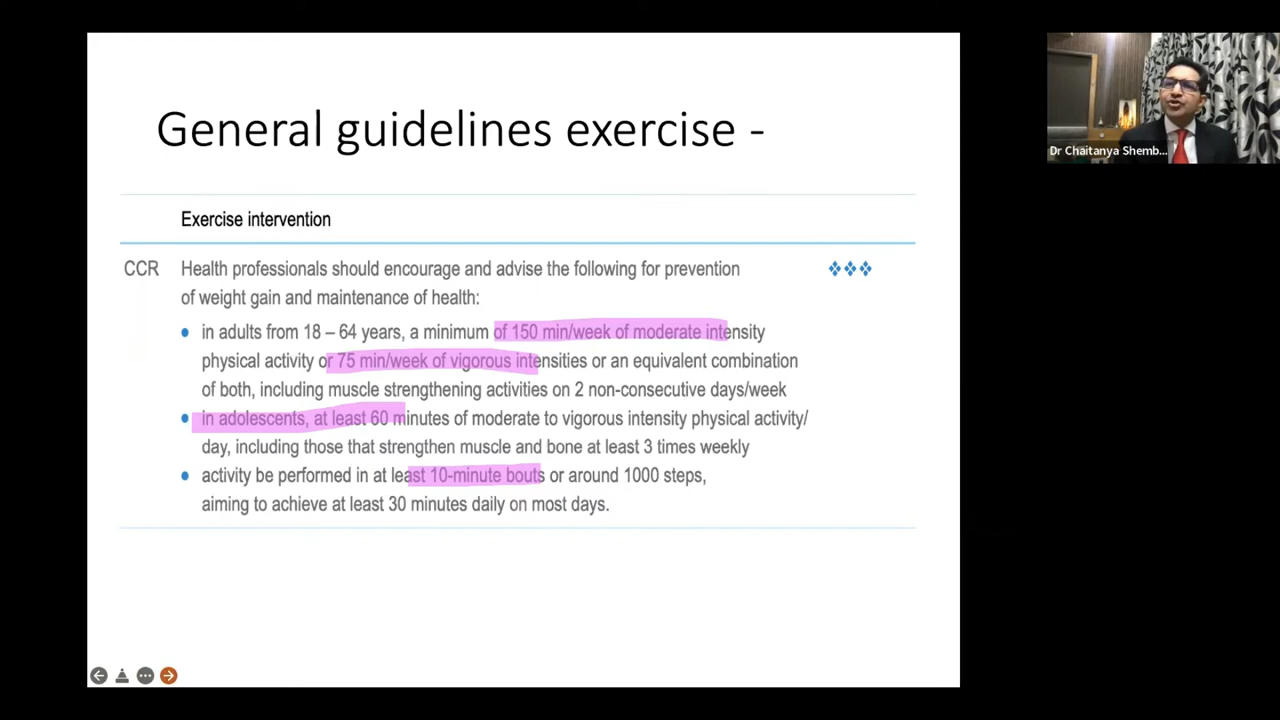 General guidelines exercise -
Exercise intervention
CCR Health professionals should encourage and advise the following for prevention
of weight gain and maintenance of health:
• in adults from 18 – 64 years, a minimum of 150 min/week of moderate intensity
physical activity or 75 min/week of vigorous intensities or an equivalent combination
of both, including muscle strengthening activities on 2 non-consecutive days/week
• in adolescents, at least 60 minutes of moderate to vigorous intensity physical activity/
day, including those that strengthen muscle and bone at least 3 times weekly
• activity be performed in at least 10-minute bouts or around 1000 steps,
aiming to achieve at least 30 minutes daily on most days.
Dr Chaitanya Shemb...